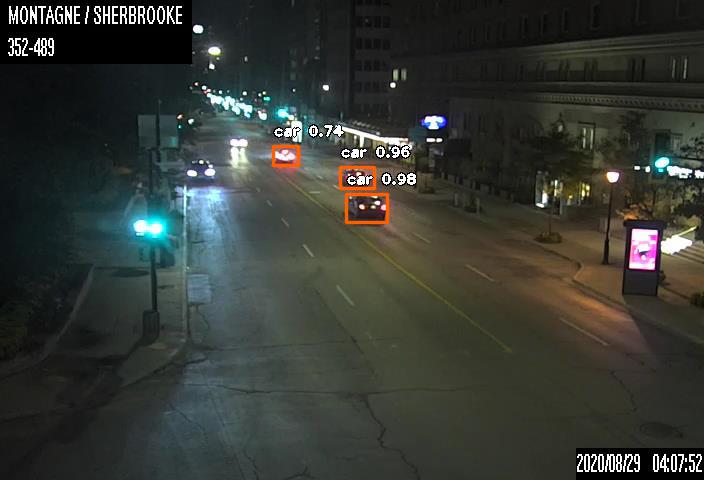 MONTAGNE / SHERBROOKE
352-489
car 0.74
car 0.96
car 0.98
2020/08/29 04:07:52